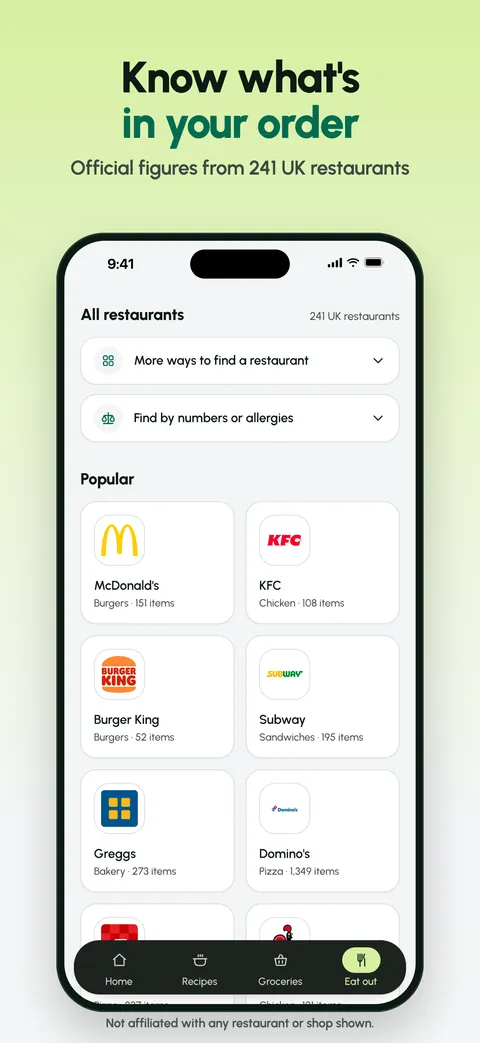 Know what's
in your order
Official figures from 241 UK restaurants
9:41
All restaurants
241 UK restaurants
More ways to find a restaurant
Find by numbers or allergies
Popular
McDonald's
Burgers · 151 items
KFC
KFC
Chicken · 108 items
BURGER
KING
Burger King
Burgers · 52 items
SUBWAY
Subway
Sandwiches · 195 items
Greggs
Bakery · 273 items
Domino's
Domino's
Pizza · 1,349 items
Home
Recipes
Groceries
Eat out
Not affiliated with any restaurant or shop shown.